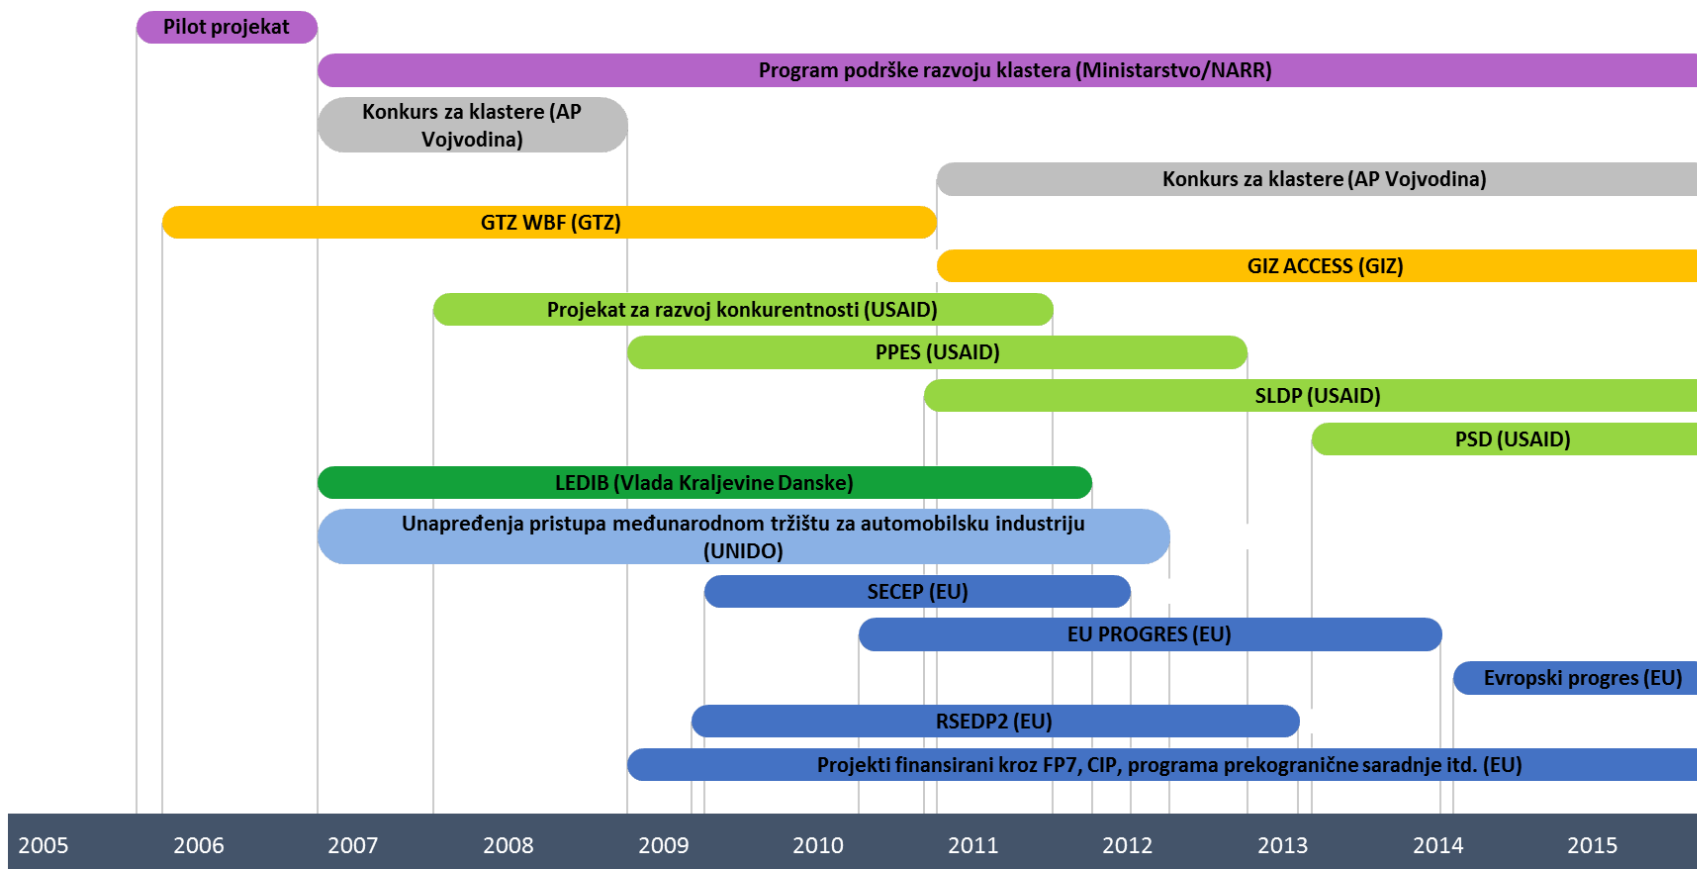 Pilot projekat
Program podrške razvoju klastera (Ministarstvo/NARR)
Konkurs za klastere (AP
Vojvodina)
Konkurs za klastere (AP Vojvodina)
GTZ WBF (GTZ)
GIZ ACCESS (GIZ)
Projekat za razvoj konkurentnosti (USAID)
PPES (USAID)
SLDP (USAID)
PSD (USAID)
LEDIB (Vlada Kraljevine Danske)
Unapređenja pristupa međunarodnom tržištu za automobilsku industriju
(UNIDO)
SECEP (EU)
EU PROGRES (EU)
Evropski progres (EU)
RSEDP2 (EU)
Projekti finansirani kroz FP7, CIP, programa prekogranične saradnje itd. (EU)
2005 2006 2007 2008 2009 2010 2011 2012 2013 2014 2015